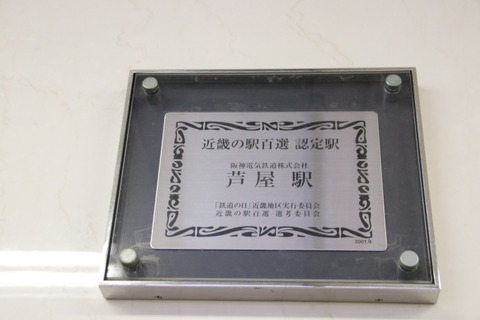 近畿の駅百選 認定駅
阪神電気鉄道株式会社
芦屋 駅
「鉄道の日」近畿地区実行委員会
近畿の駅百選 選考委員会
2001年